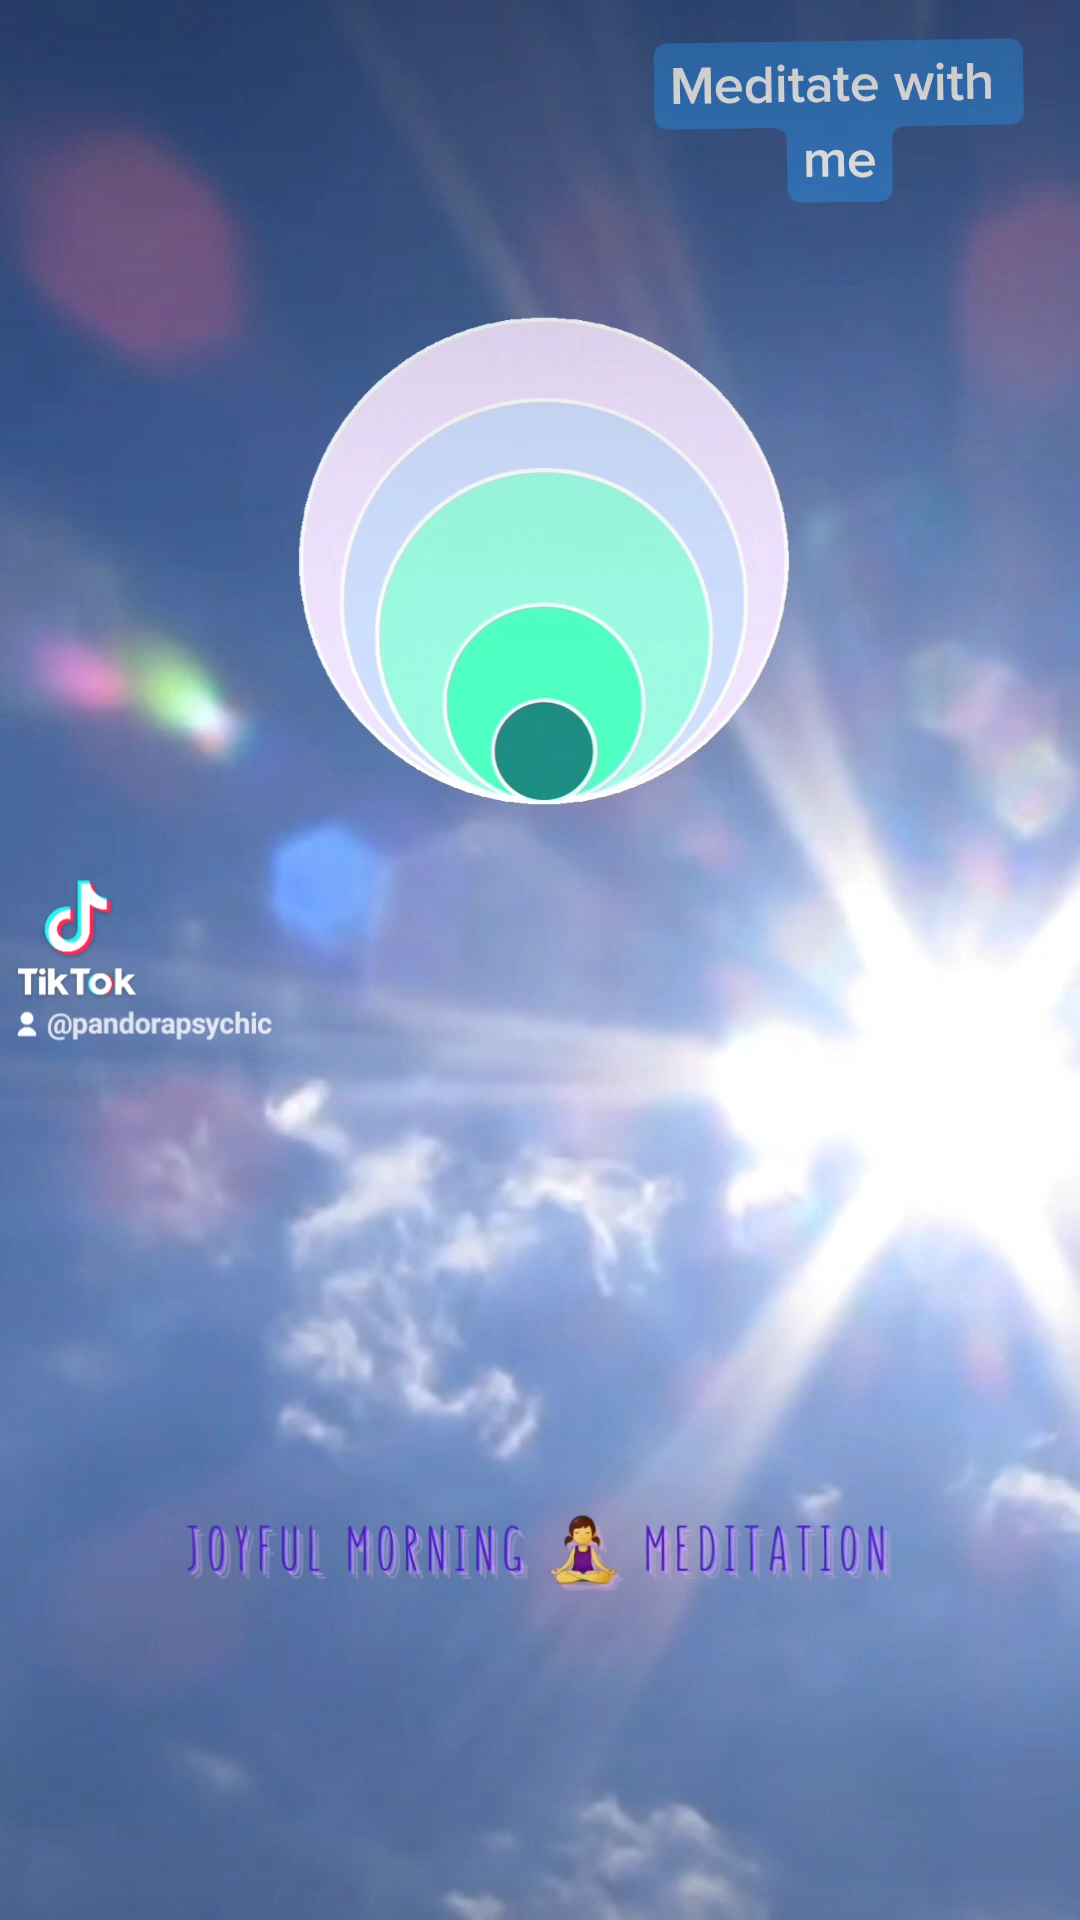 Meditate with
me
TikTok
@pandorapsychic
JOYFUL MORNING 🧘‍♀️ MEDITATION